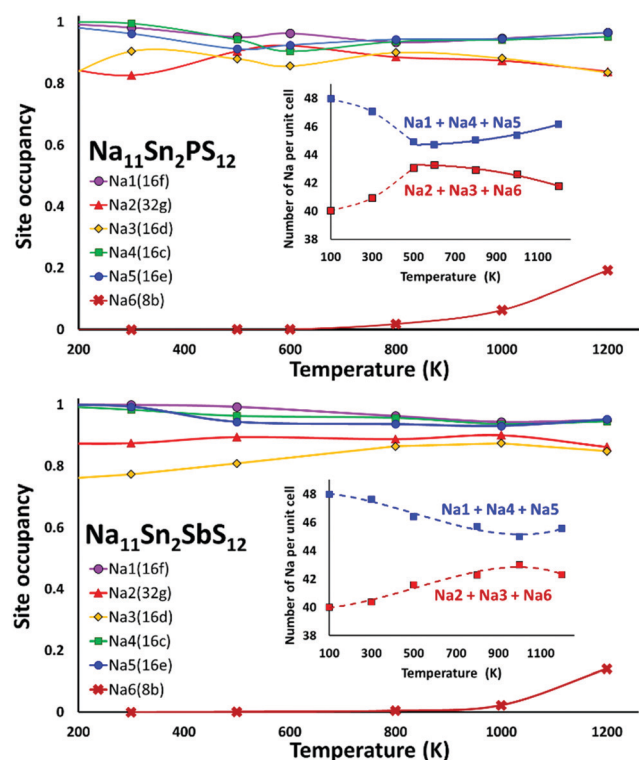 1
0.8
0.6
0.4
0.2
0
Site occupancy
Na11Sn2PS12
Na1(16f)
Na2(32g)
Na3(16d)
Na4(16c)
Na5(16e)
Na6(8b)
48
46
44
42
40
38
Number of Na per unit cell
Na1 + Na4 + Na5
Na2 + Na3 + Na6
100 300 500 700 900 1100
Temperature (K)
200 400 600 800 1000 1200
Temperature (K)
1
0.8
0.6
0.4
0.2
0
Site occupancy
Na11Sn2SbS12
Na1(16f)
Na2(32g)
Na3(16d)
Na4(16c)
Na5(16e)
Na6(8b)
48
46
44
42
40
38
Number of Na per unit cell
Na1 + Na4 + Na5
Na2 + Na3 + Na6
100 300 500 700 900 1100
Temperature (K)
200 400 600 800 1000 1200
Temperature (K)